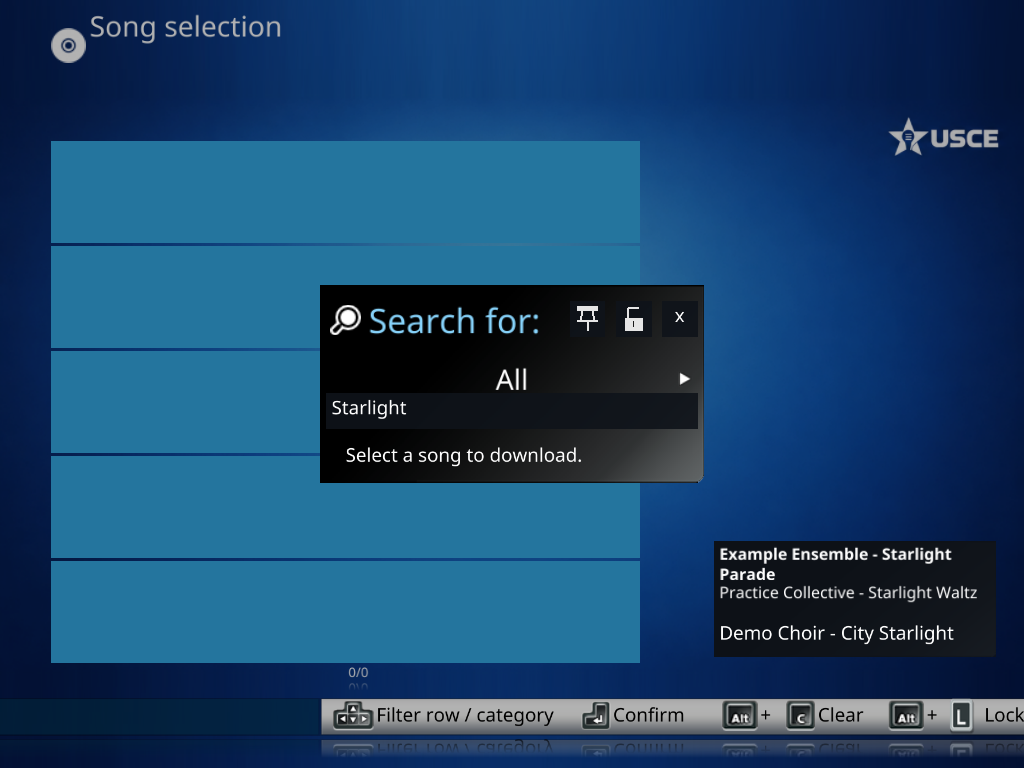 Song selection
USCE
Search for:
x
All
Starlight
Select a song to download.
Example Ensemble - Starlight
Parade
Practice Collective - Starlight Waltz
Demo Choir - City Starlight
0/0
Filter row / category Confirm Alt + C Clear Alt + L Lock